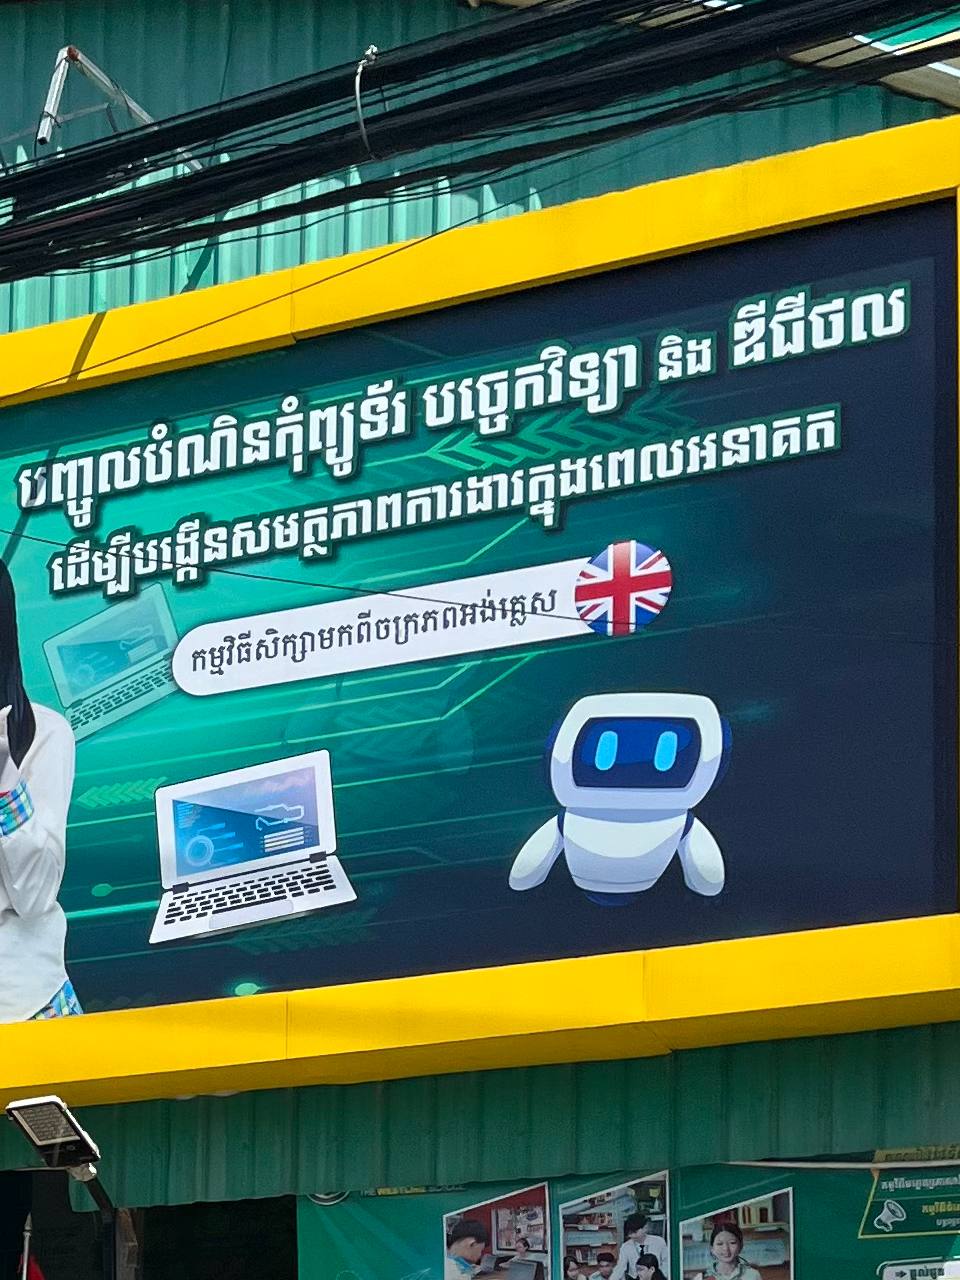 បញ្ចូលបំណិនកុំព្យូទ័រ បច្ចេកវិទ្យា និង ឌីជីថល
ដើម្បីបង្កើនសមត្ថភាពការងារក្នុងពេលអនាគត
កម្មវិធីសិក្សាមកពីចក្រភពអង់គ្លេស